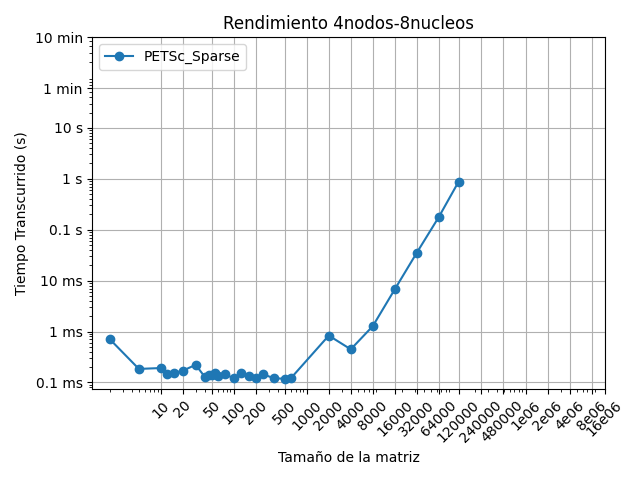 Rendimiento 4nodos-8nucleos
PETSc_Sparse
10 min
1 min
10 s
1 s
0.1 s
10 ms
1 ms
0.1 ms
Tiempo Transcurrido (s)
10
20
50
100
200
500
1000
2000
4000
8000
16000
32000
64000
120000
240000
480000
1e06
2e06
4e06
8e06
16e06
Tamaño de la matriz